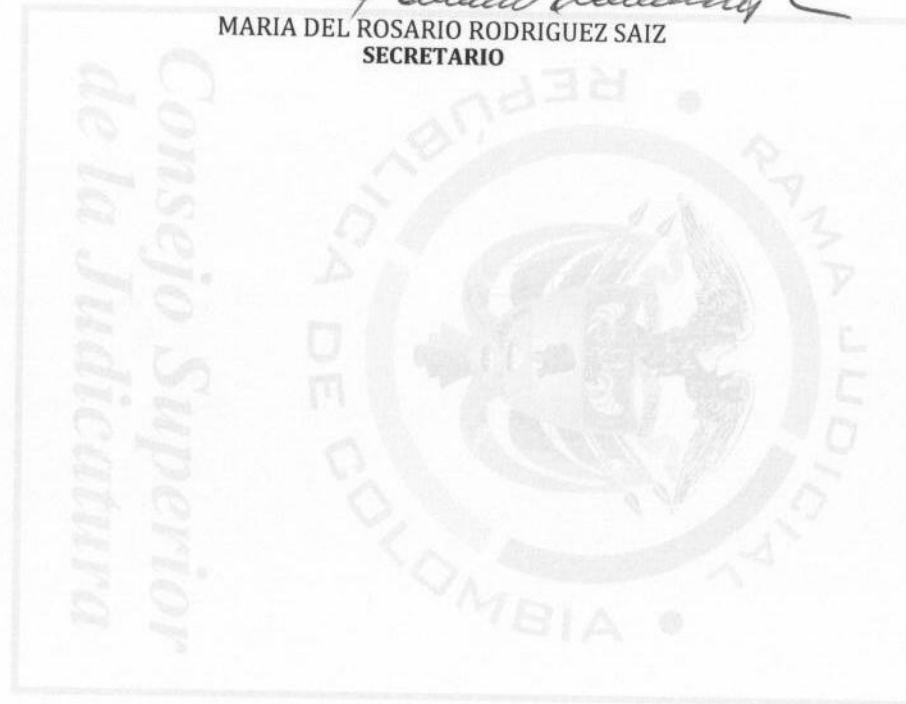 MARIA DEL ROSARIO RODRIGUEZ SAIZ
SECRETARIO
Consejo Superior
de la Judicatura
REPÚBLICA DE COLOMBIA • RAMA JUDICIAL •